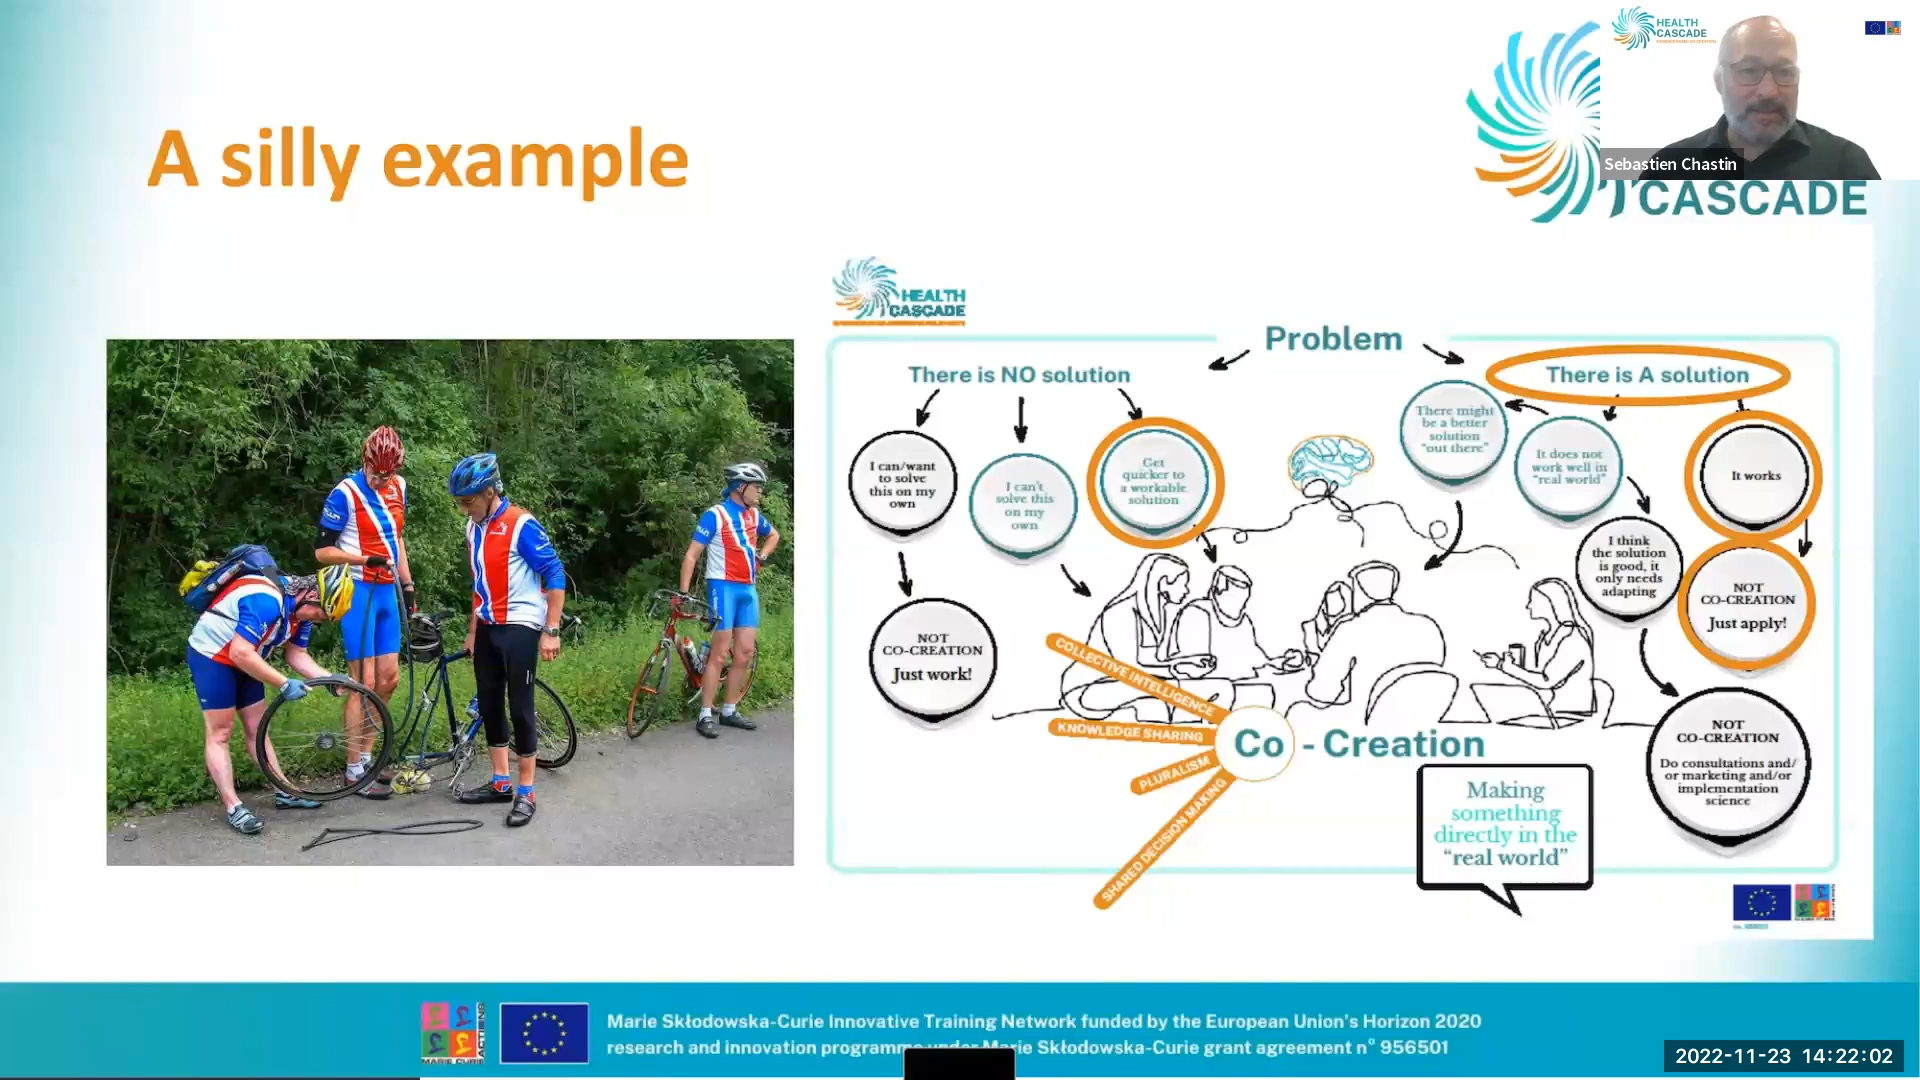 A silly example
HEALTH
CASCADE
Sebastien Chastin
CASCADE
HEALTH
CASCADE
Problem
There is NO solution
There is A solution
I can/want
to solve
this on my
own
I can't
solve this
on my
own
Get
quicker to
a workable
solution
There might
be a better
solution
"out there"
It does not
work well in
"real world"
It works
I think
the solution
is good, it
only needs
adapting
NOT
CO-CREATION
Just apply!
NOT
CO-CREATION
Just work!
NOT
CO-CREATION
Do consultations and/
or marketing and/or
implementation
science
COLLECTIVE INTELLIGENCE
KNOWLEDGE SHARING
PLURALISM
SHARED DECISION MAKING
Co - Creation
Making
something
directly in the
"real world"
MARIE CURIE
ACTIONS
Marie Skłodowska-Curie Innovative Training Network funded by the European Union's Horizon 2020
research and innovation programme under Marie Skłodowska-Curie grant agreement n° 956501
2022-11-23 14:22:02